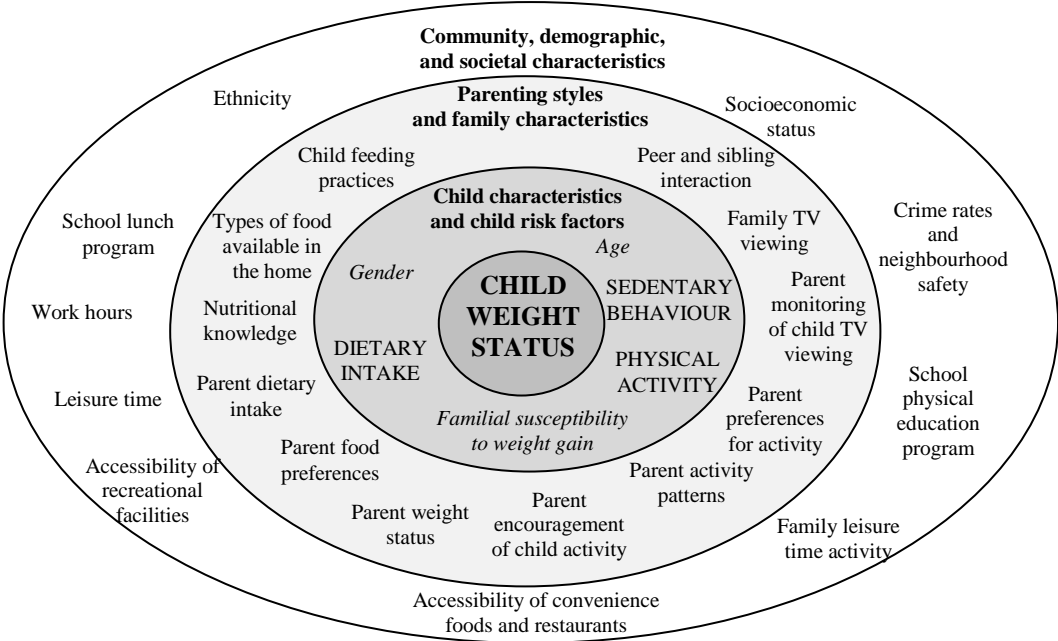 Community, demographic,
and societal characteristics
Ethnicity
Parenting styles
and family characteristics
Socioeconomic
status
Child feeding
practices
Peer and sibling
interaction
Child characteristics
and child risk factors
School lunch
program
Types of food
available in
the home
Family TV
viewing
Crime rates
and
neighbourhood
safety
Gender
Age
CHILD
WEIGHT
STATUS
SEDENTARY
BEHAVIOUR
Parent
monitoring
of child TV
viewing
Work hours
Nutritional
knowledge
DIETARY
INTAKE
PHYSICAL
ACTIVITY
Leisure time
Parent dietary
intake
Familial susceptibility
to weight gain
Parent
preferences
for activity
School
physical
education
program
Accessibility of
recreational
facilities
Parent food
preferences
Parent activity
patterns
Parent weight
status
Parent
encouragement
of child activity
Family leisure
time activity
Accessibility of convenience
foods and restaurants